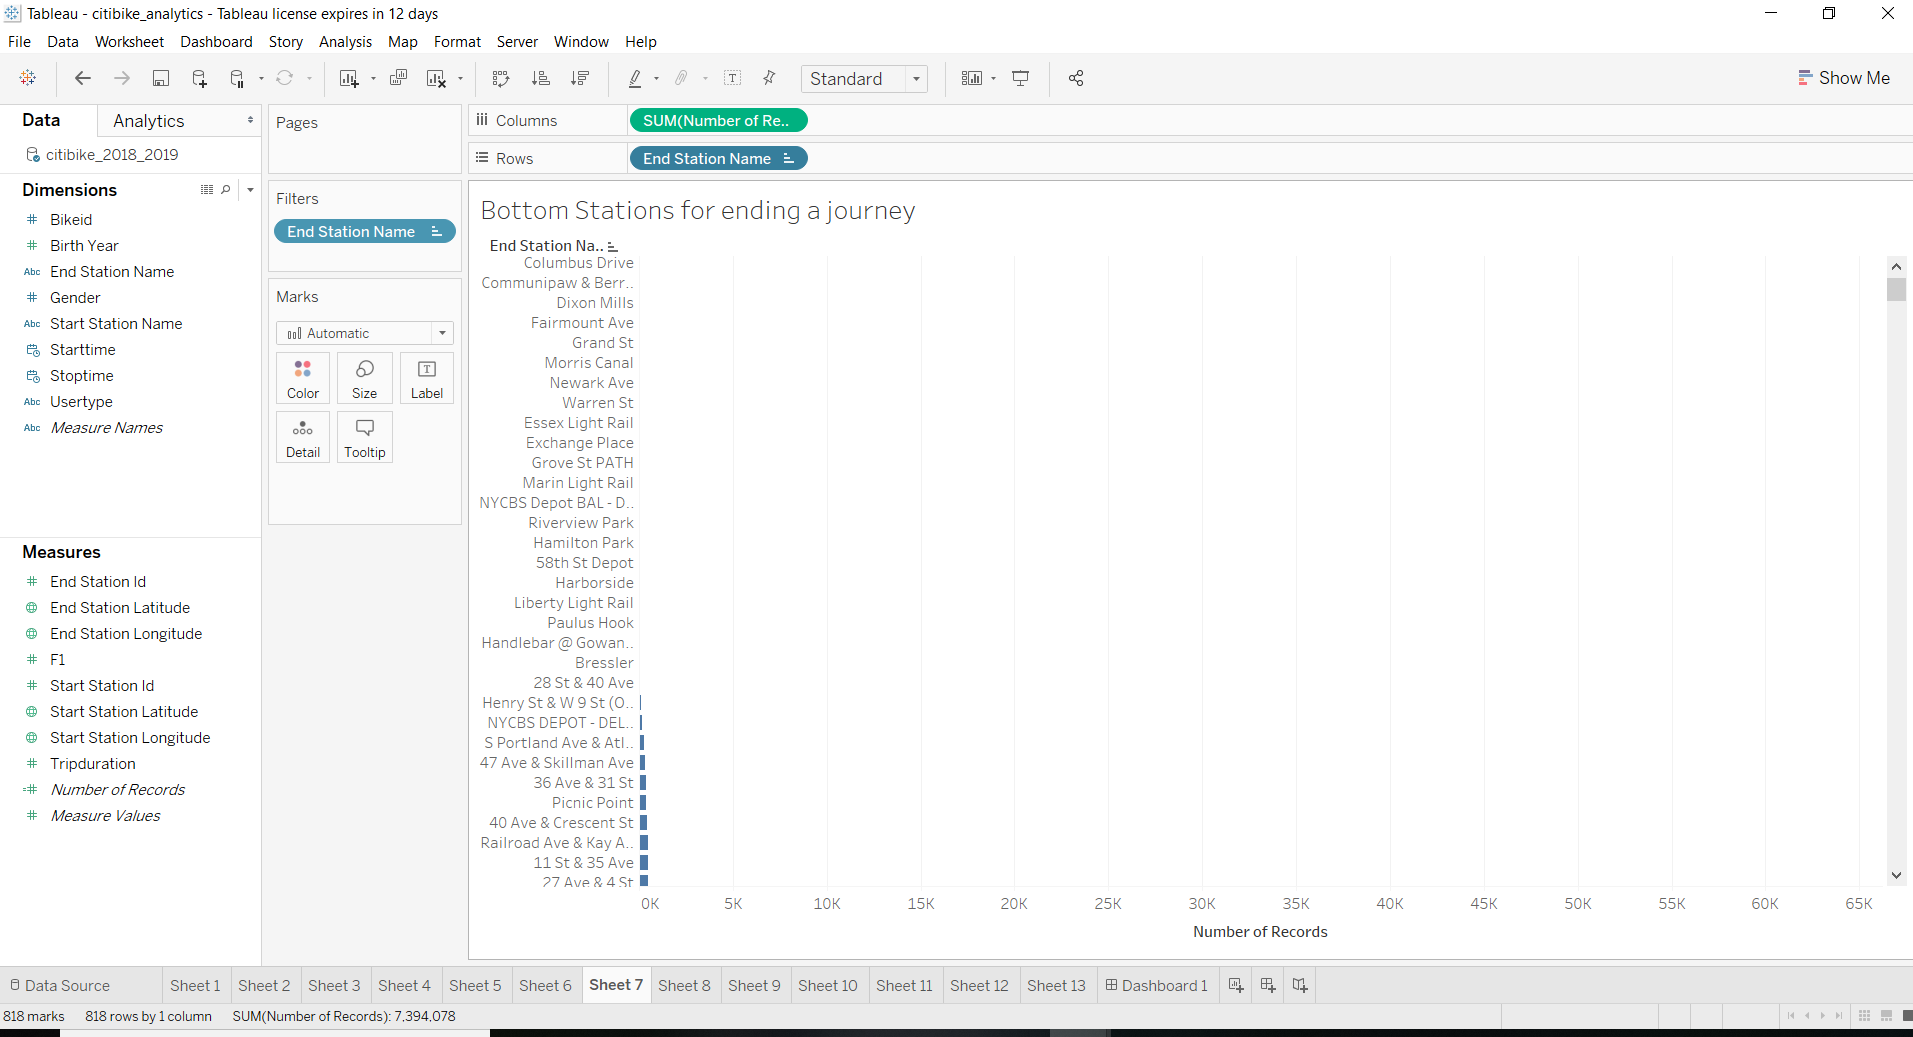 Tableau - citibike_analytics - Tableau license expires in 12 days
File Data Worksheet Dashboard Story Analysis Map Format Server Window Help
Standard
Show Me
Data
Analytics
citibike_2018_2019
Dimensions
# Bikeid
# Birth Year
Abc End Station Name
# Gender
Abc Start Station Name
Starttime
Stoptime
Abc Usertype
Abc Measure Names
Measures
# End Station Id
End Station Latitude
End Station Longitude
# F1
# Start Station Id
Start Station Latitude
Start Station Longitude
# Tripduration
=# Number of Records
# Measure Values
Pages
Filters
End Station Name
Marks
Automatic
Color
Size
T
Label
Detail
Tooltip
Columns
SUM(Number of Re..
Rows
End Station Name
Bottom Stations for ending a journey
End Station Na..
Columbus Drive
Communipaw & Berr..
Dixon Mills
Fairmount Ave
Grand St
Morris Canal
Newark Ave
Warren St
Essex Light Rail
Exchange Place
Grove St PATH
Marin Light Rail
NYCBS Depot BAL - D..
Riverview Park
Hamilton Park
58th St Depot
Harborside
Liberty Light Rail
Paulus Hook
Handlebar @ Gowan..
Bressler
28 St & 40 Ave
Henry St & W 9 St (O..
NYCBS DEPOT - DEL..
S Portland Ave & Atl..
47 Ave & Skillman Ave
36 Ave & 31 St
Picnic Point
40 Ave & Crescent St
Railroad Ave & Kay A..
11 St & 35 Ave
27 Ave & 4 St
0K 5K 10K 15K 20K 25K 30K 35K 40K 45K 50K 55K 60K 65K
Number of Records
Data Source Sheet 1 Sheet 2 Sheet 3 Sheet 4 Sheet 5 Sheet 6 Sheet 7 Sheet 8 Sheet 9 Sheet 10 Sheet 11 Sheet 12 Sheet 13 Dashboard 1
818 marks 818 rows by 1 column SUM(Number of Records): 7,394,078